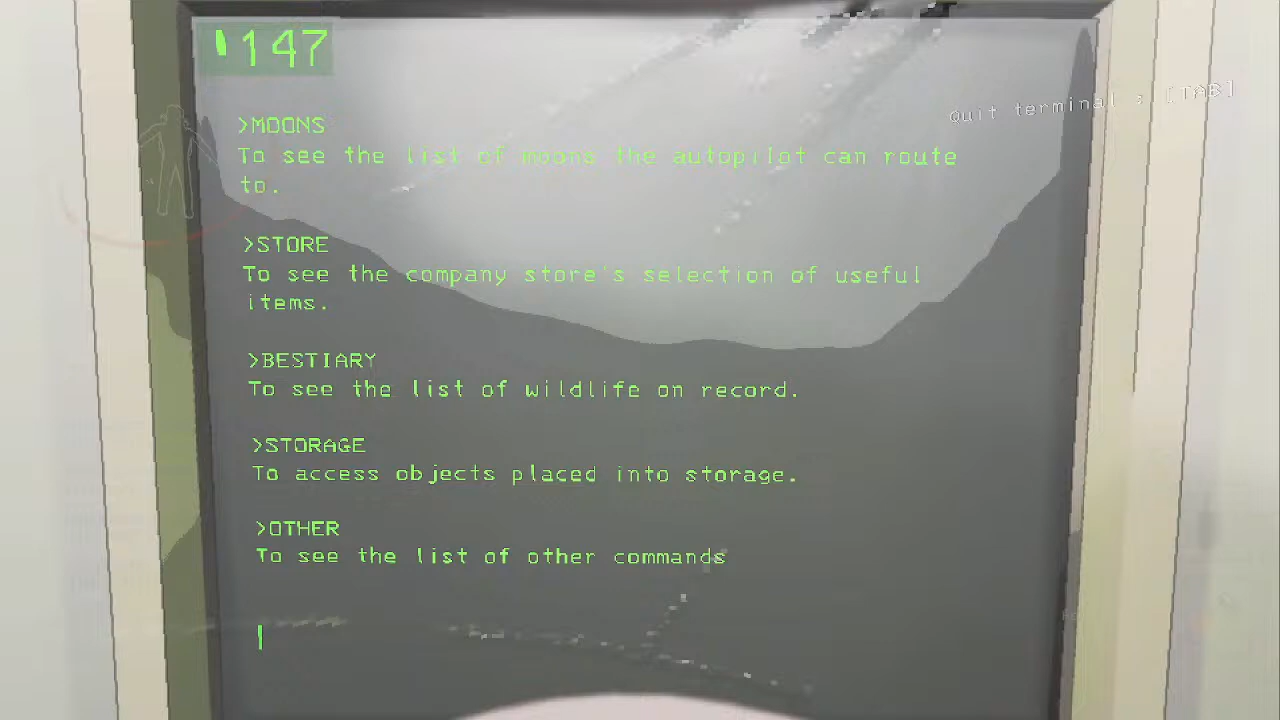 147
Quit terminal : [TAB]
>MOONS
To see the list of moons the autopilot can route
to.
>STORE
To see the company store's selection of useful
items.
>BESTIARY
To see the list of wildlife on record.
>STORAGE
To access objects placed into storage.
>OTHER
To see the list of other commands